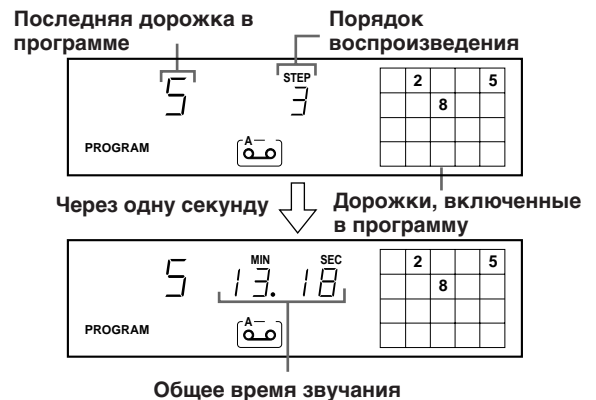 Последняя дорожка в
программе
Порядок
воспроизведения
STEP
5 3
2 5
8
PROGRAM
A
Через одну секунду
Дорожки, включенные
в программу
MIN SEC
5 13. 18
2 5
8
PROGRAM
A
Общее время звучания